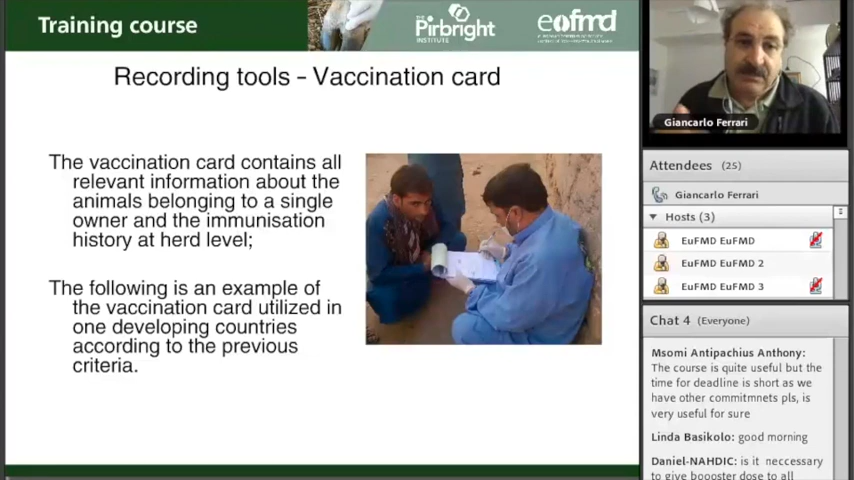 Training course
THE
Pirbright
INSTITUTE
eofmd
Recording tools - Vaccination card
The vaccination card contains all
relevant information about the
animals belonging to a single
owner and the immunisation
history at herd level;
The following is an example of
the vaccination card utilized in
one developing countries
according to the previous
criteria.
Giancarlo Ferrari
Attendees (25)
Giancarlo Ferrari
Hosts (3)
EuFMD EuFMD
EuFMD EuFMD 2
EuFMD EuFMD 3
Chat 4 (Everyone)
Msomi Antipachius Anthony:
The course is quite useful but the
time for deadline is short as we
have other commitmnets pls, is
very useful for sure
Linda Basikolo: good morning
Daniel-NAHDIC: is it neccessary
to give boooster dose to all